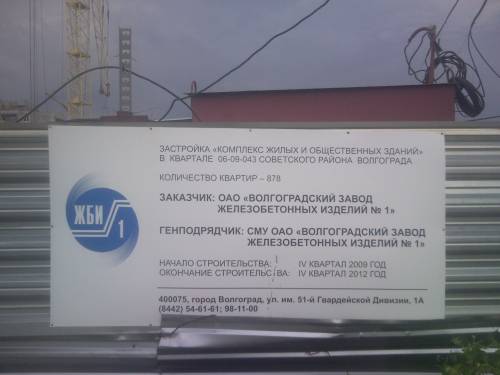 ЗАСТРОЙКА «КОМПЛЕКС ЖИЛЫХ И ОБЩЕСТВЕННЫХ ЗДАНИЙ»
В КВАРТАЛЕ 06-09-043 СОВЕТСКОГО РАЙОНА ВОЛГОГРАДА
КОЛИЧЕСТВО КВАРТИР – 878
ЗАКАЗЧИК: ОАО «ВОЛГОГРАДСКИЙ ЗАВОД
ЖЕЛЕЗОБЕТОННЫХ ИЗДЕЛИЙ № 1»
ЖБИ
1
ГЕНПОДРЯДЧИК: СМУ ОАО «ВОЛГОГРАДСКИЙ ЗАВОД
ЖЕЛЕЗОБЕТОННЫХ ИЗДЕЛИЙ № 1»
НАЧАЛО СТРОИТЕЛЬСТВА: IV КВАРТАЛ 2009 ГОД
ОКОНЧАНИЕ СТРОИТЕЛЬСТВА: IV КВАРТАЛ 2012 ГОД
400075, город Волгоград, ул. им. 51-й Гвардейской Дивизии, 1А
(8442) 54-61-61; 98-11-00